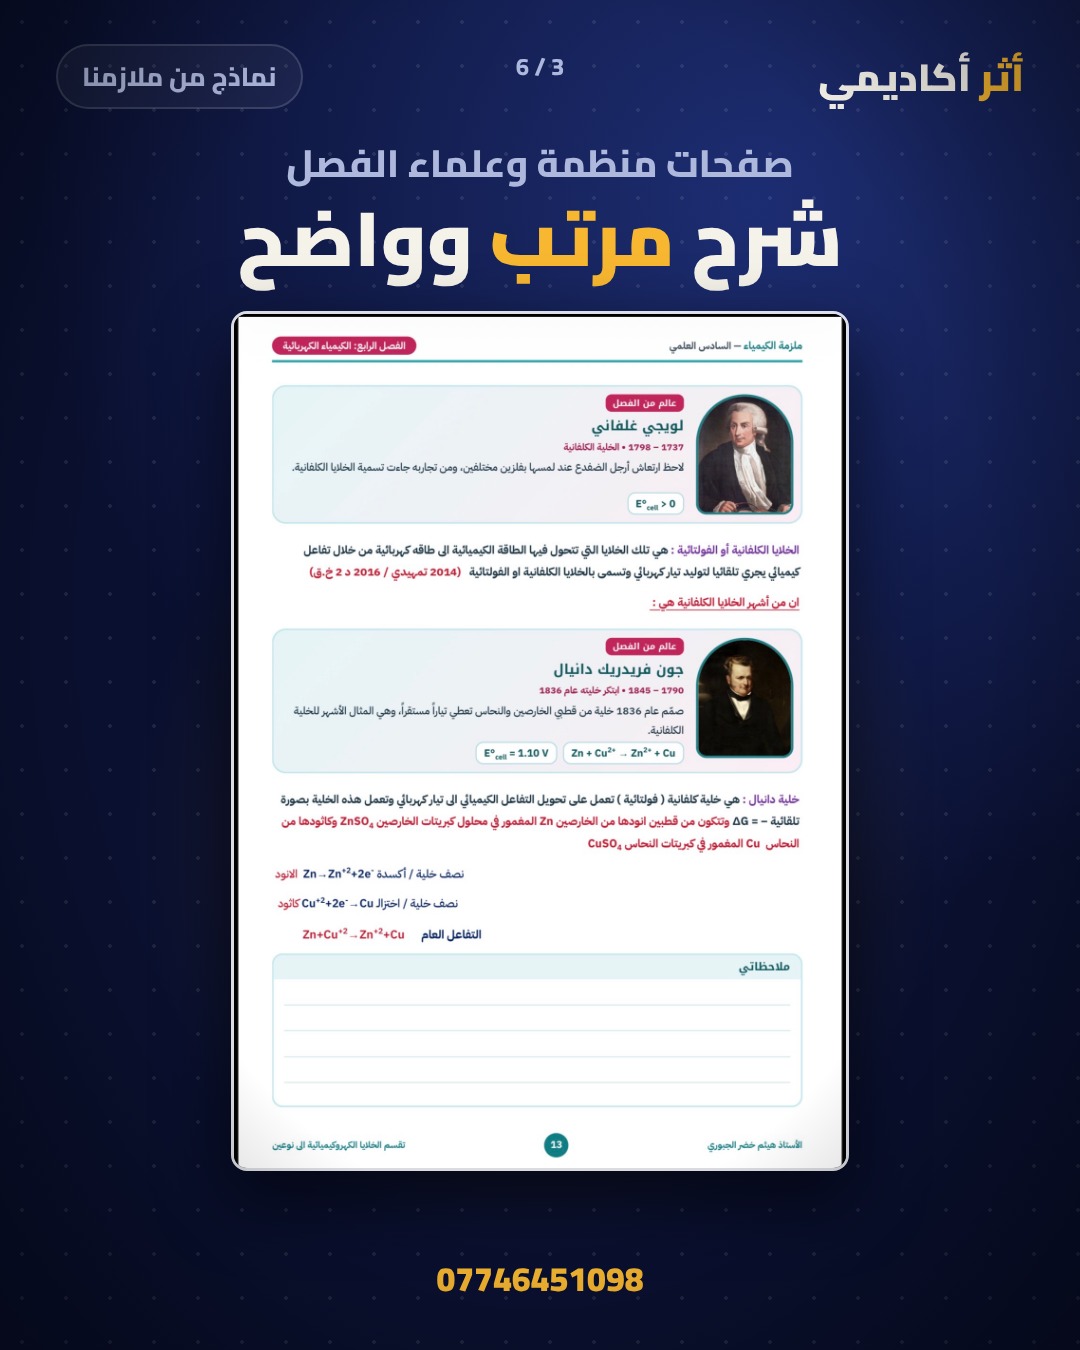 أثر أكاديمي
6 / 3
نماذج من ملازمنا
صفحات منظمة وعلماء الفصل
شرح مرتب وواضح
ملزمة الكيمياء – السادس العلمي
الفصل الرابع: الكيمياء الكهربائية
عالم من الفصل
لويجي غلفاني
1737 – 1798 • الخلية الكلفانية
لاحظ ارتعاش أرجل الضفدع عند لمسها بفلزين مختلفين، ومن تجاربه جاءت تسمية الخلايا الكلفانية.
E°cell > 0
الخلايا الكلفانية أو الفولتائية : هي تلك الخلايا التي تتحول فيها الطاقة الكيميائية الى طاقه كهربائية من خلال تفاعل
كيميائي يجري تلقائيا لتوليد تيار كهربائي وتسمى بالخلايا الكلفانية او الفولتائية (2014 تمهيدي / 2016 د 2 خ.ق)
ان من أشهر الخلايا الكلفانية هي :
عالم من الفصل
جون فريدريك دانيال
1790 – 1845 • ابتكر خليته عام 1836
صمّم عام 1836 خلية من قطبي الخارصين والنحاس تعطي تياراً مستقراً، وهي المثال الأشهر للخلية
الكلفانية.
Zn + Cu²⁺ → Zn²⁺ + Cu
E°cell = 1.10 V
خلية دانيال : هي خلية كلفانية ( فولتائية ) تعمل على تحويل التفاعل الكيميائي الى تيار كهربائي وتعمل هذه الخلية بصورة
تلقائية – = ΔG وتتكون من قطبين انودها من الخارصين Zn المغمور في محلول كبريتات الخارصين ZnSO₄ وكاثودها من
النحاس Cu المغمور في كبريتات النحاس CuSO₄
نصف خلية / أكسدة Zn→Zn⁺²+2e⁻ الانود
نصف خلية / اختزال Cu⁺²+2e⁻→Cu كاثود
التفاعل العام Zn+Cu⁺²→Zn⁺²+Cu
ملاحظاتي
الأستاذ هيثم خضر الجبوري
13
تقسم الخلايا الكهروكيميائية الى نوعين
07746451098